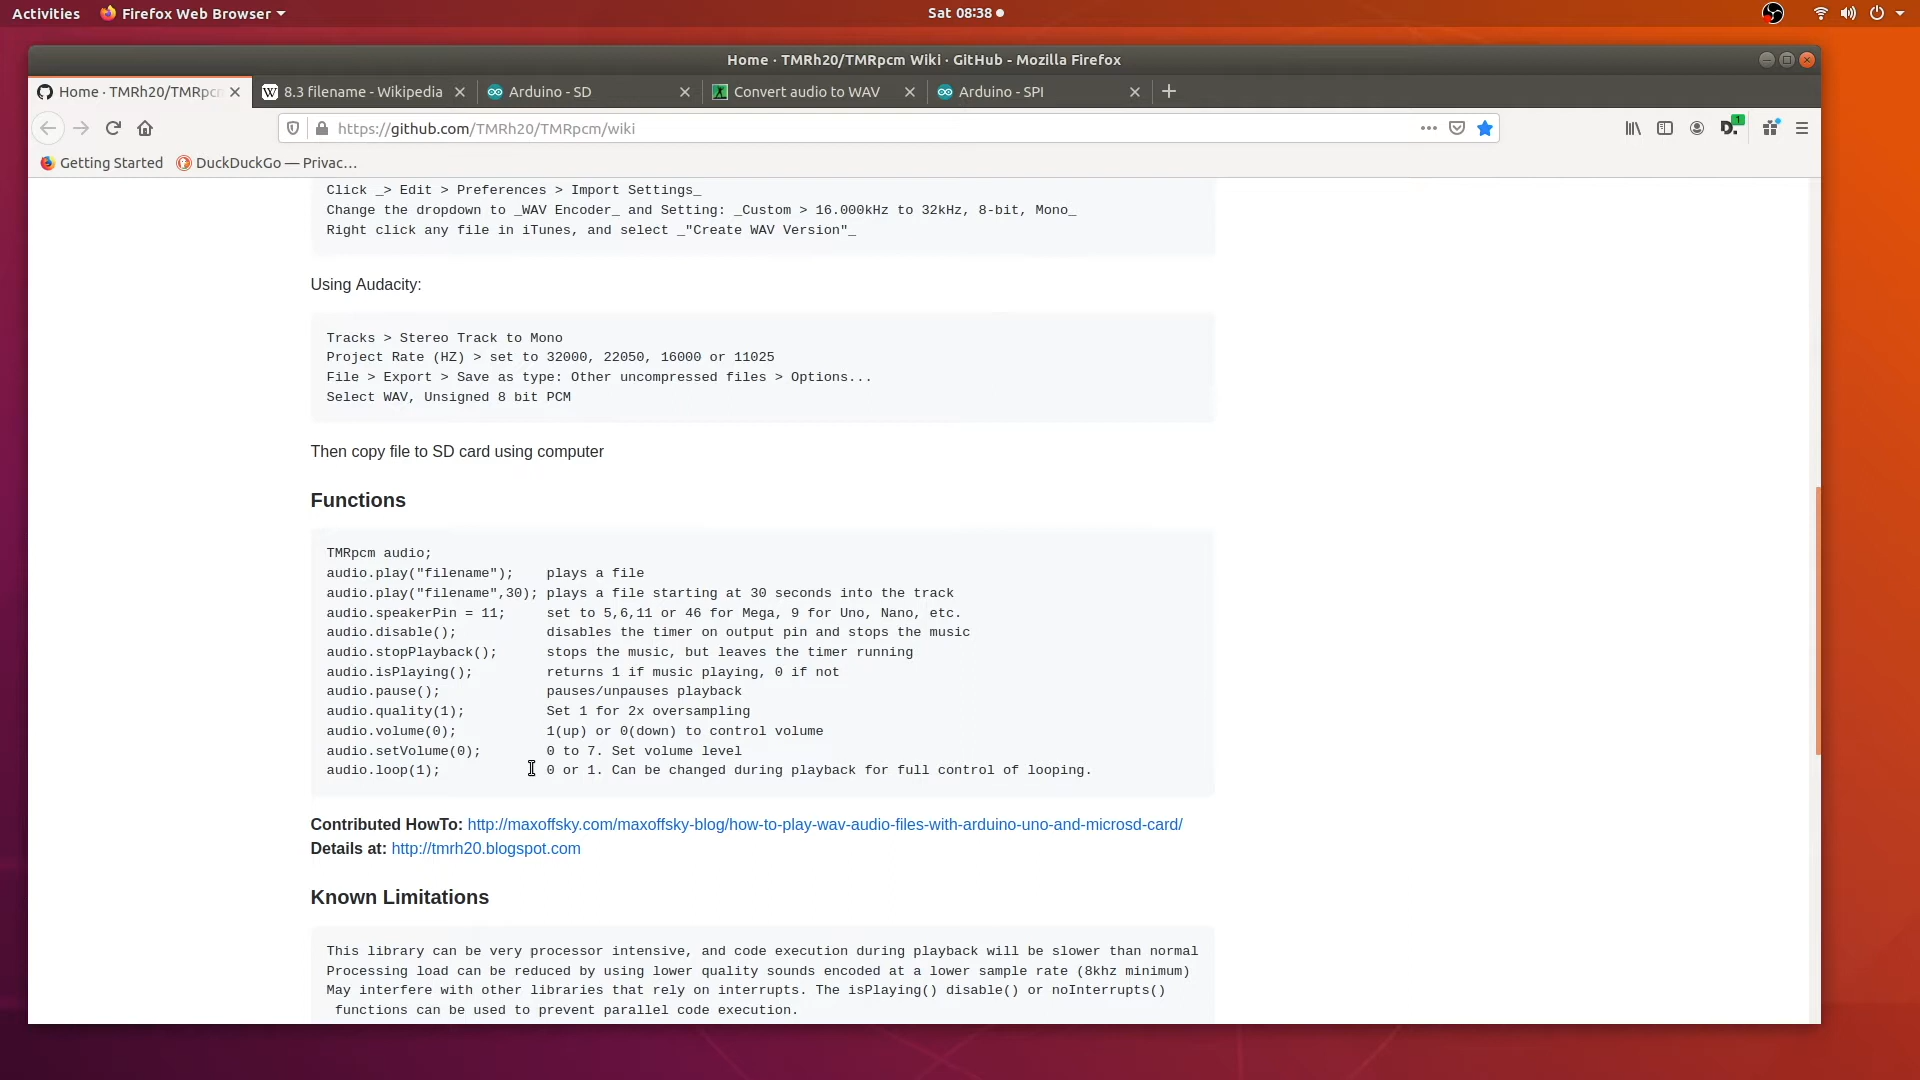 Activities
Firefox Web Browser
Sat 08:38
Home · TMRh20/TMRpcm Wiki · GitHub - Mozilla Firefox
Home · TMRh20/TMRpcm
8.3 filename - Wikipedia
Arduino - SD
Convert audio to WAV
Arduino - SPI
https://github.com/TMRh20/TMRpcm/wiki
D. 1
Getting Started
DuckDuckGo — Privac…
Click _> Edit > Preferences > Import Settings_
Change the dropdown to _WAV Encoder_ and Setting: _Custom > 16.000kHz to 32kHz, 8-bit, Mono_
Right click any file in iTunes, and select _"Create WAV Version"_
Using Audacity:
Tracks > Stereo Track to Mono
Project Rate (HZ) > set to 32000, 22050, 16000 or 11025
File > Export > Save as type: Other uncompressed files > Options...
Select WAV, Unsigned 8 bit PCM
Then copy file to SD card using computer
Functions
TMRpcm audio;
audio.play("filename");    plays a file
audio.play("filename",30); plays a file starting at 30 seconds into the track
audio.speakerPin = 11;     set to 5,6,11 or 46 for Mega, 9 for Uno, Nano, etc.
audio.disable();           disables the timer on output pin and stops the music
audio.stopPlayback();      stops the music, but leaves the timer running
audio.isPlaying();         returns 1 if music playing, 0 if not
audio.pause();             pauses/unpauses playback
audio.quality(1);          Set 1 for 2x oversampling
audio.volume(0);           1(up) or 0(down) to control volume
audio.setVolume(0);        0 to 7. Set volume level
audio.loop(1);             0 or 1. Can be changed during playback for full control of looping.
Contributed HowTo: http://maxoffsky.com/maxoffsky-blog/how-to-play-wav-audio-files-with-arduino-uno-and-microsd-card/
Details at: http://tmrh20.blogspot.com
Known Limitations
This library can be very processor intensive, and code execution during playback will be slower than normal
Processing load can be reduced by using lower quality sounds encoded at a lower sample rate (8khz minimum)
May interfere with other libraries that rely on interrupts. The isPlaying() disable() or noInterrupts()
functions can be used to prevent parallel code execution.